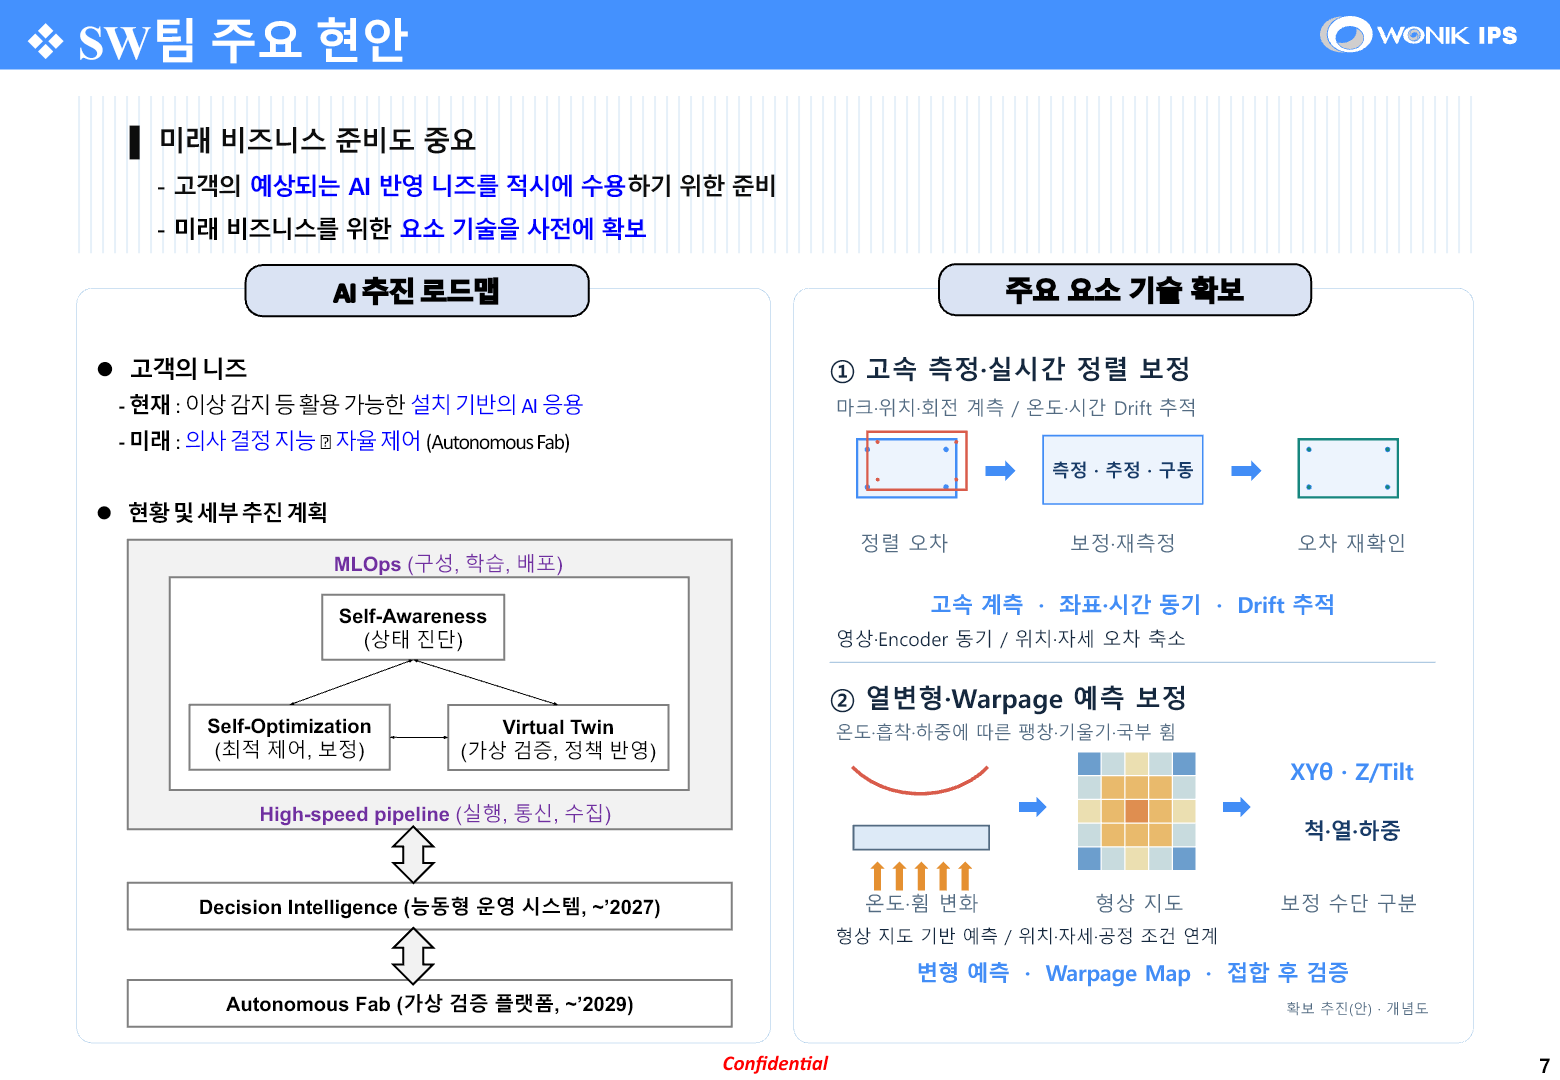 ❖ SW팀 주요 현안
WONIK IPS
▌ 미래 비즈니스 준비도 중요
- 고객의 예상되는 AI 반영 니즈를 적시에 수용하기 위한 준비
- 미래 비즈니스를 위한 요소 기술을 사전에 확보
AI 추진 로드맵
● 고객의 니즈
- 현재 : 이상 감지 등 활용 가능한 설치 기반의 AI 응용
- 미래 : 의사 결정 지능 자율 제어 (Autonomous Fab)
● 현황 및 세부 추진 계획
MLOps (구성, 학습, 배포)
Self-Awareness
(상태 진단)
Self-Optimization
(최적 제어, 보정)
Virtual Twin
(가상 검증, 정책 반영)
High-speed pipeline (실행, 통신, 수집)
Decision Intelligence (능동형 운영 시스템, ~’2027)
Autonomous Fab (가상 검증 플랫폼, ~’2029)
주요 요소 기술 확보
① 고속 측정·실시간 정렬 보정
마크·위치·회전 계측 / 온도·시간 Drift 추적
측정 · 추정 · 구동
정렬 오차
보정·재측정
오차 재확인
고속 계측 · 좌표·시간 동기 · Drift 추적
영상·Encoder 동기 / 위치·자세 오차 축소
② 열변형·Warpage 예측 보정
온도·흡착·하중에 따른 팽창·기울기·국부 휨
XYθ · Z/Tilt
척·열·하중
온도·휨 변화
형상 지도
보정 수단 구분
형상 지도 기반 예측 / 위치·자세·공정 조건 연계
변형 예측 · Warpage Map · 접합 후 검증
확보 추진(안) · 개념도
Confidential
7